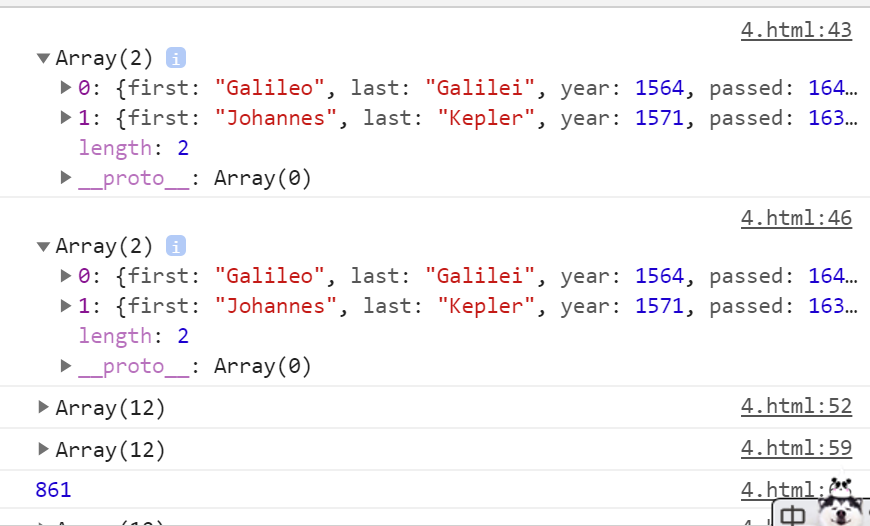 4.html:43
▼Array(2) i
▶0: {first: "Galileo", last: "Galilei", year: 1564, passed: 164…
▶1: {first: "Johannes", last: "Kepler", year: 1571, passed: 163…
length: 2
▶__proto__: Array(0)
4.html:46
▼Array(2) i
▶0: {first: "Galileo", last: "Galilei", year: 1564, passed: 164…
▶1: {first: "Johannes", last: "Kepler", year: 1571, passed: 163…
length: 2
▶__proto__: Array(0)
▶Array(12) 4.html:52
▶Array(12) 4.html:59
861 4.html:
中